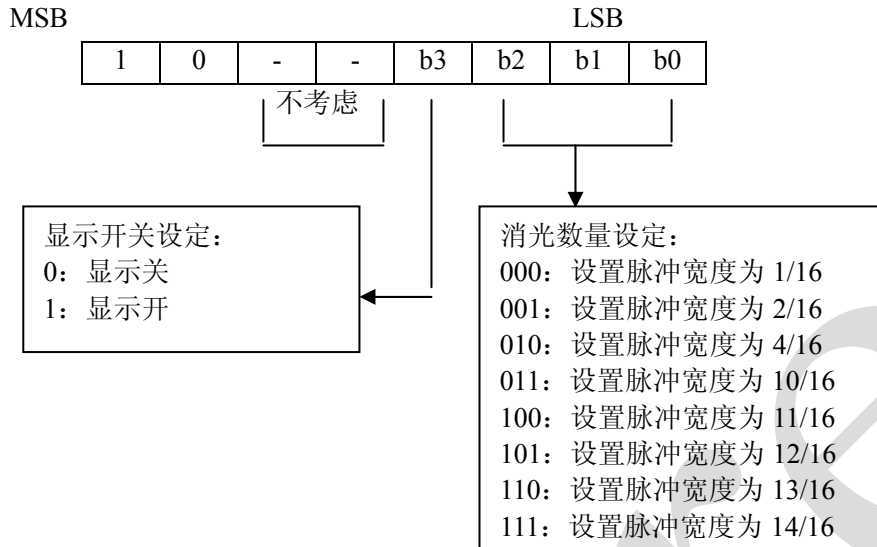 MSB LSB
1 0 - - b3 b2 b1 b0
不考虑
显示开关设定：
0：显示关
1：显示开
消光数量设定：
000：设置脉冲宽度为 1/16
001：设置脉冲宽度为 2/16
010：设置脉冲宽度为 4/16
011：设置脉冲宽度为 10/16
100：设置脉冲宽度为 11/16
101：设置脉冲宽度为 12/16
110：设置脉冲宽度为 13/16
111：设置脉冲宽度为 14/16